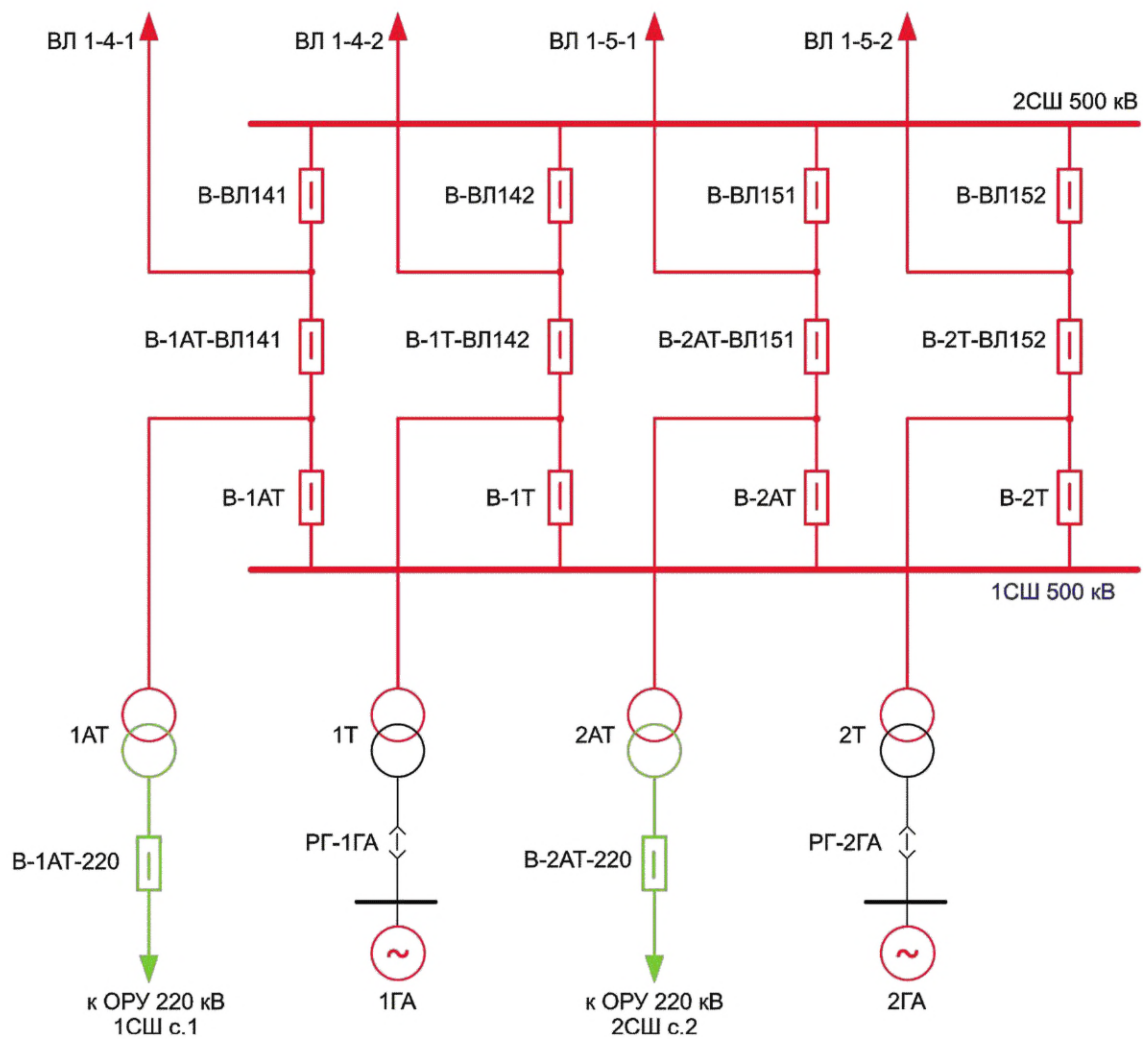 ВЛ 1-4-1
ВЛ 1-4-2
ВЛ 1-5-1
ВЛ 1-5-2
2СШ 500 кВ
В-ВЛ141
В-ВЛ142
В-ВЛ151
В-ВЛ152
В-1АТ-ВЛ141
В-1Т-ВЛ142
В-2АТ-ВЛ151
В-2Т-ВЛ152
В-1АТ
В-1Т
В-2АТ
В-2Т
1СШ 500 кВ
1АТ
1Т
2АТ
2Т
В-1АТ-220
РГ-1ГА
В-2АТ-220
РГ-2ГА
~
~
к ОРУ 220 кВ
1СШ с.1
1ГА
к ОРУ 220 кВ
2СШ с.2
2ГА